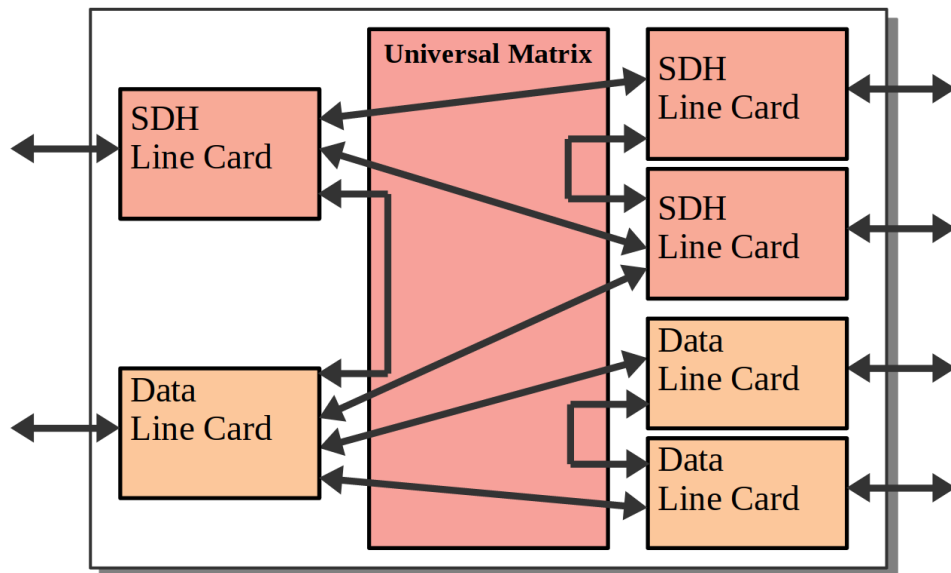 Universal Matrix
SDH
Line Card
Data
Line Card
SDH
Line Card
SDH
Line Card
Data
Line Card
Data
Line Card